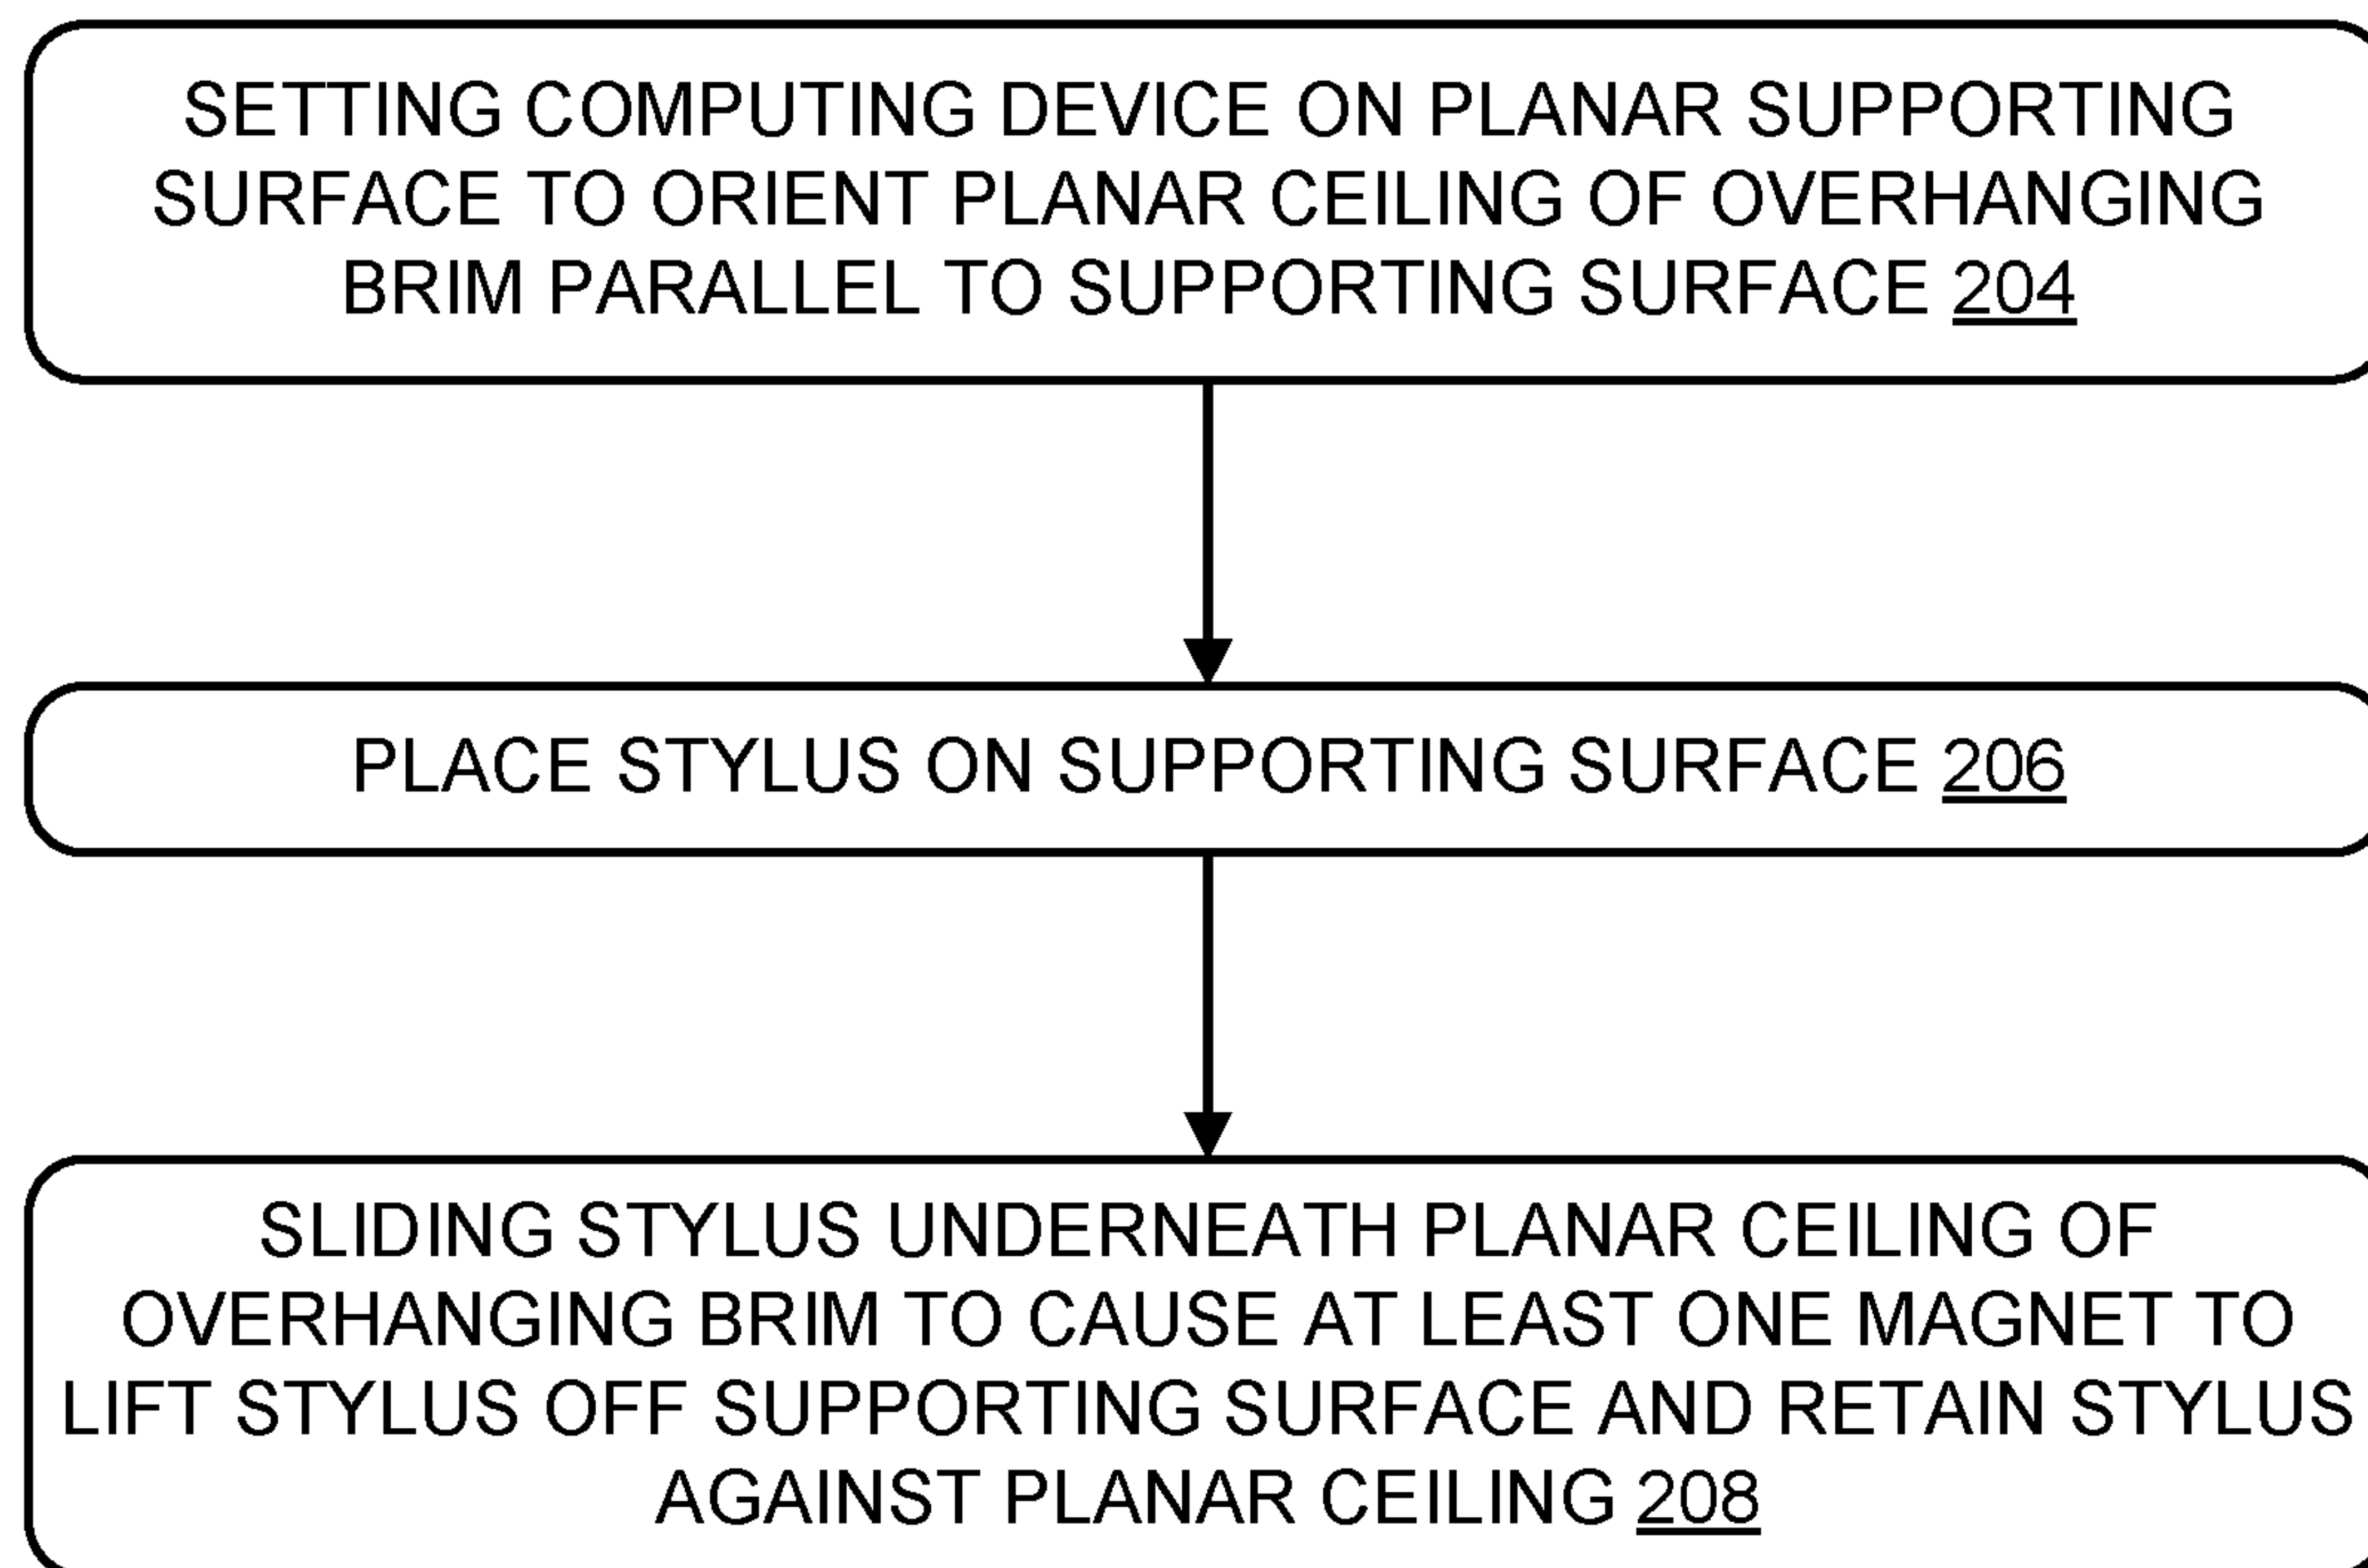 SETTING COMPUTING DEVICE ON PLANAR SUPPORTING
SURFACE TO ORIENT PLANAR CEILING OF OVERHANGING
BRIM PARALLEL TO SUPPORTING SURFACE 204
PLACE STYLUS ON SUPPORTING SURFACE 206
SLIDING STYLUS UNDERNEATH PLANAR CEILING OF
OVERHANGING BRIM TO CAUSE AT LEAST ONE MAGNET TO
LIFT STYLUS OFF SUPPORTING SURFACE AND RETAIN STYLUS
AGAINST PLANAR CEILING 208